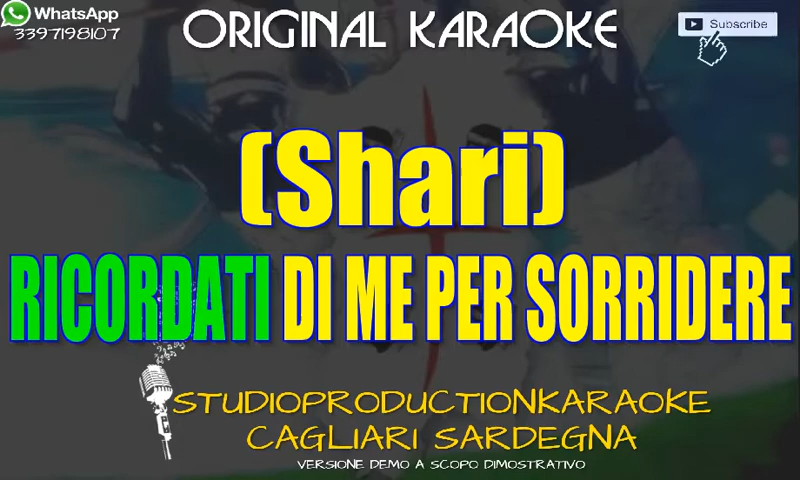 WhatsApp
3397198107
ORIGINAL KARAOKE
Subscribe
(Shari)
RICORDATI DI ME PER SORRIDERE
STUDIOPRODUCTIONKARAOKE
CAGLIARI SARDEGNA
VERSIONE DEMO A SCOPO DIMOSTRATIVO